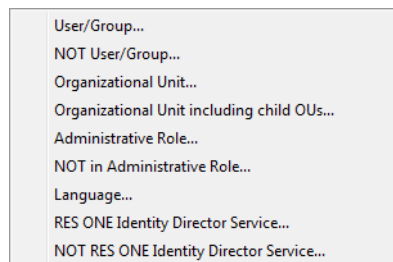 User/Group...
NOT User/Group...
Organizational Unit...
Organizational Unit including child OUs...
Administrative Role...
NOT in Administrative Role...
Language...
RES ONE Identity Director Service...
NOT RES ONE Identity Director Service...